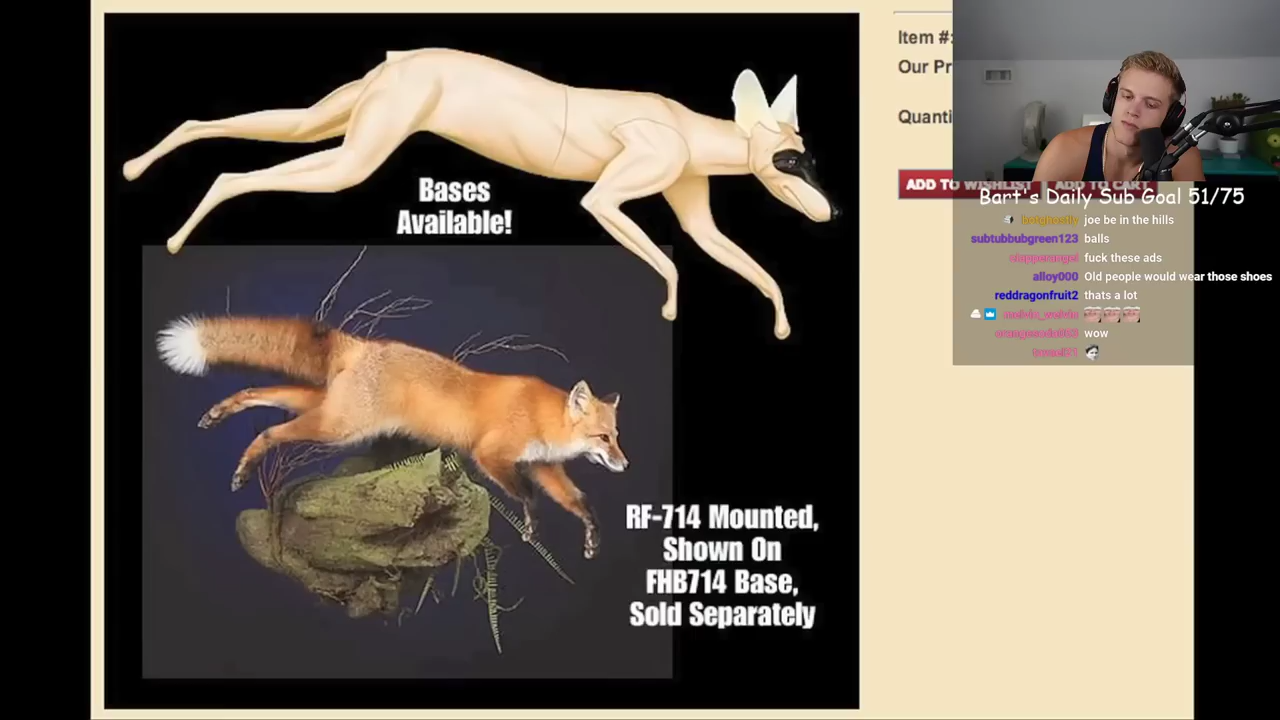 Item #:
Our Pr
Quanti
Bases
Available!
ADD TO WISHLIST
ADD TO CART
Bart's Daily Sub Goal 51/75
joe be in the hills
subtubbubgreen123 balls
fuck these ads
alloy000 Old people would wear those shoes
reddragonfruit2 thats a lot
wow
RF-714 Mounted,
Shown On
FHB714 Base,
Sold Separately